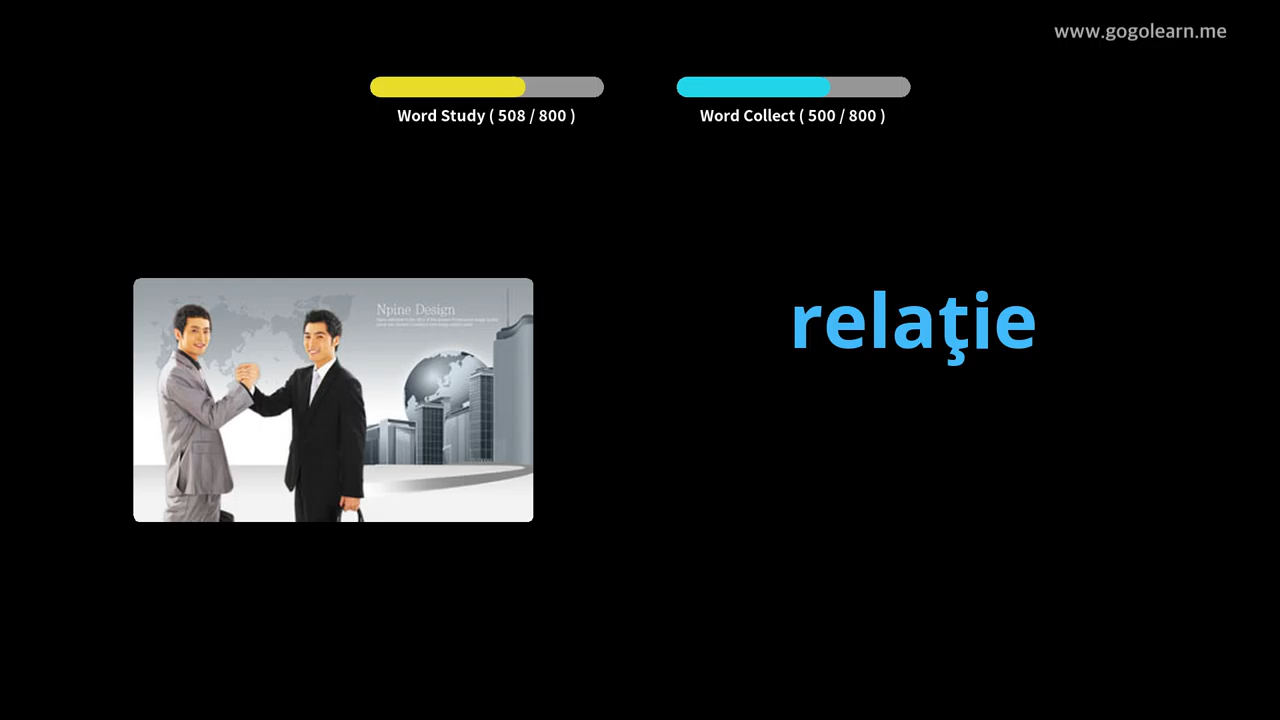 www.gogolearn.me
Word Study ( 508 / 800 )
Word Collect ( 500 / 800 )
Npine Design
relaţie